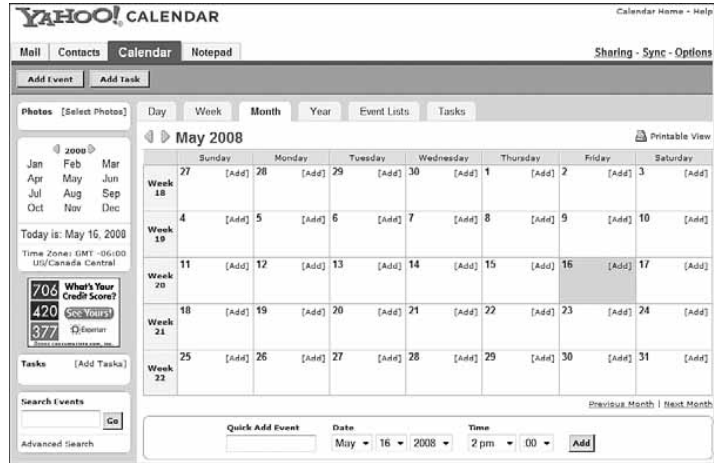 YAHOO! CALENDAR
Calendar Home - Help
Mail Contacts Calendar Notepad
Sharing - Sync - Options
Add Event Add Task
Photos [Select Photos]
2008
Jan Feb Mar
Apr May Jun
Jul Aug Sep
Oct Nov Dec
Today is: May 16, 2008
Time Zone: GMT -06:00
US/Canada Central
706 What's Your Credit Score?
420 See Yours!
377 Experian
Tasks [Add Tasks]
Search Events
Go
Advanced Search
Day Week Month Year Event Lists Tasks
May 2008
Printable View
Sunday Monday Tuesday Wednesday Thursday Friday Saturday
Week 18 27 [Add] 28 [Add] 29 [Add] 30 [Add] 1 [Add] 2 [Add] 3 [Add]
Week 19 4 [Add] 5 [Add] 6 [Add] 7 [Add] 8 [Add] 9 [Add] 10 [Add]
Week 20 11 [Add] 12 [Add] 13 [Add] 14 [Add] 15 [Add] 16 [Add] 17 [Add]
Week 21 18 [Add] 19 [Add] 20 [Add] 21 [Add] 22 [Add] 23 [Add] 24 [Add]
Week 22 25 [Add] 26 [Add] 27 [Add] 28 [Add] 29 [Add] 30 [Add] 31 [Add]
Previous Month | Next Month
Quick Add Event Date Time
May 16 2008 2 pm :00 Add